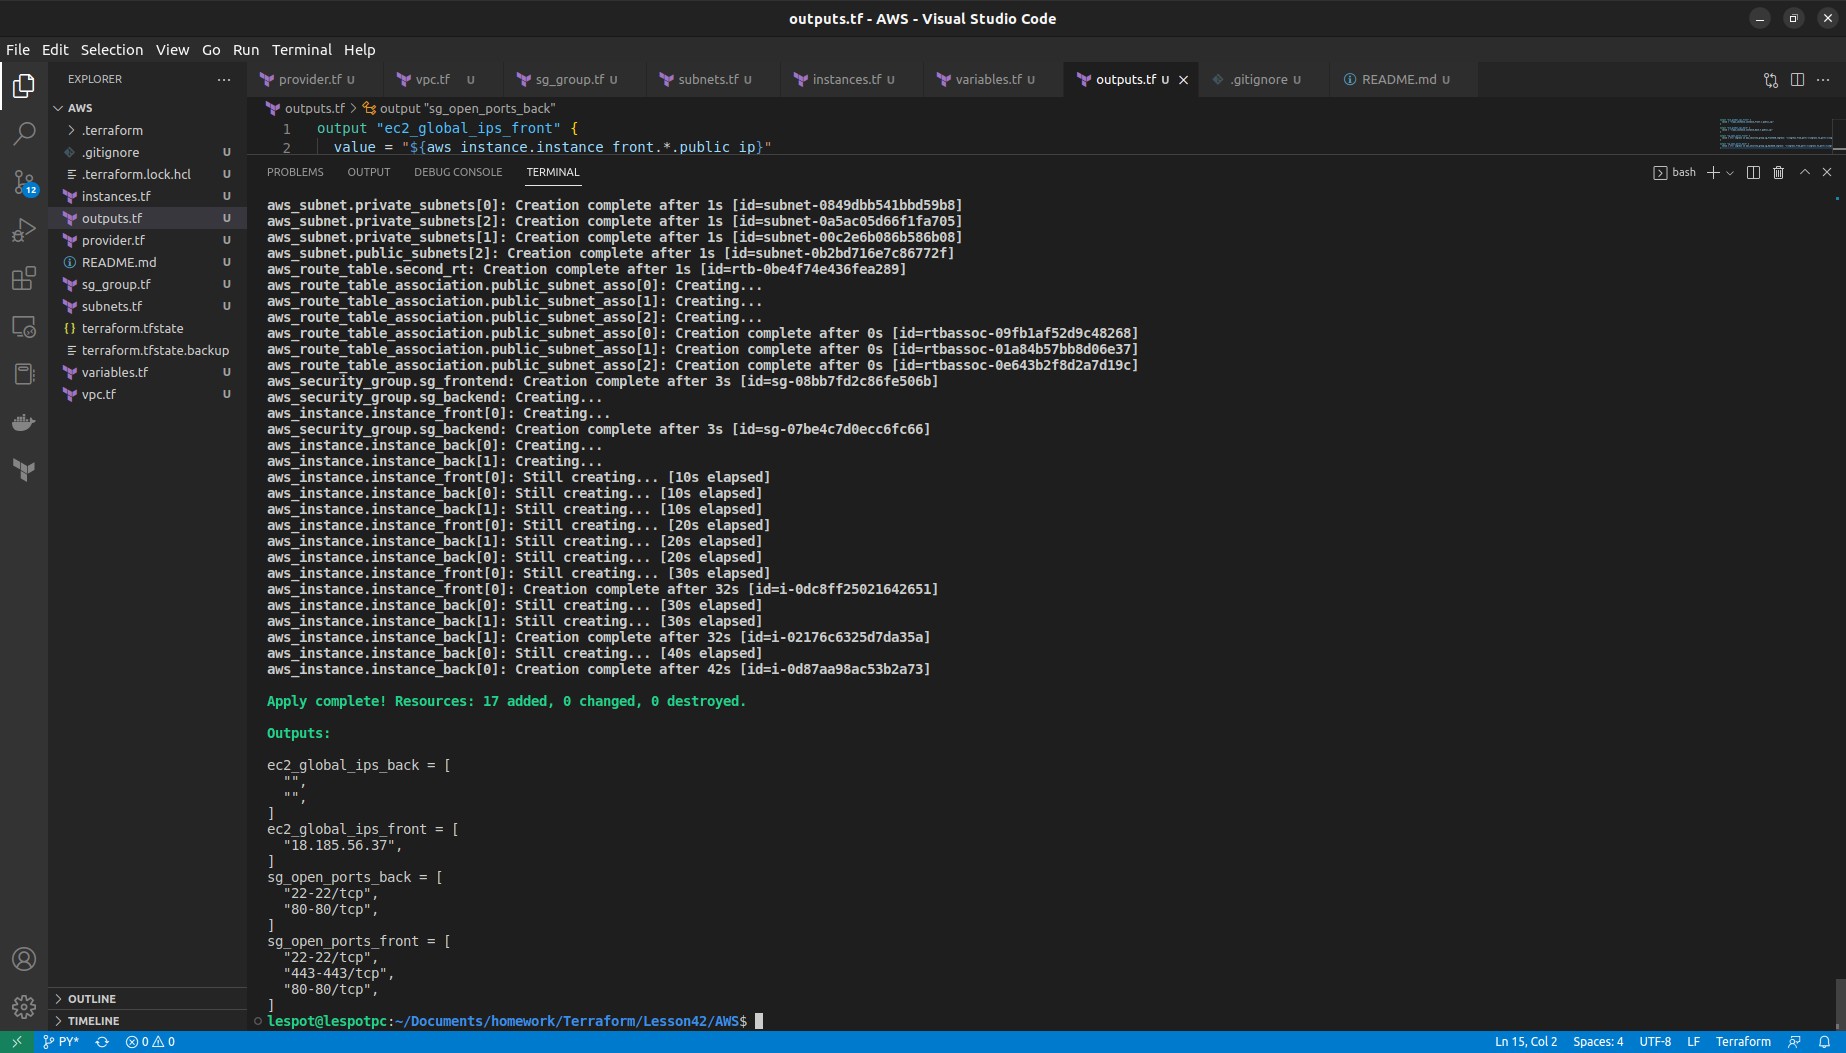 outputs.tf - AWS - Visual Studio Code
File Edit Selection View Go Run Terminal Help
EXPLORER
provider.tf U
vpc.tf U
sg_group.tf U
subnets.tf U
instances.tf U
variables.tf U
outputs.tf U
.gitignore U
README.md U
AWS
.terraform
.gitignore U
.terraform.lock.hcl U
instances.tf U
outputs.tf U
provider.tf U
README.md U
sg_group.tf U
subnets.tf U
terraform.tfstate
terraform.tfstate.backup
variables.tf U
vpc.tf U
12
OUTLINE
TIMELINE
outputs.tf > output "sg_open_ports_back"
1 output "ec2_global_ips_front" {
2 value = "${aws_instance.instance_front.*.public_ip}"
PROBLEMS OUTPUT DEBUG CONSOLE TERMINAL
bash
aws_subnet.private_subnets[0]: Creation complete after 1s [id=subnet-0849dbb541bbd59b8]
aws_subnet.private_subnets[2]: Creation complete after 1s [id=subnet-0a5ac05d66f1fa705]
aws_subnet.private_subnets[1]: Creation complete after 1s [id=subnet-00c2e6b086b586b08]
aws_subnet.public_subnets[2]: Creation complete after 1s [id=subnet-0b2bd716e7c86772f]
aws_route_table.second_rt: Creation complete after 1s [id=rtb-0be4f74e436fea289]
aws_route_table_association.public_subnet_asso[0]: Creating...
aws_route_table_association.public_subnet_asso[1]: Creating...
aws_route_table_association.public_subnet_asso[2]: Creating...
aws_route_table_association.public_subnet_asso[0]: Creation complete after 0s [id=rtbassoc-09fb1af52d9c48268]
aws_route_table_association.public_subnet_asso[1]: Creation complete after 0s [id=rtbassoc-01a84b57bb8d06e37]
aws_route_table_association.public_subnet_asso[2]: Creation complete after 0s [id=rtbassoc-0e643b2f8d2a7d19c]
aws_security_group.sg_frontend: Creation complete after 3s [id=sg-08bb7fd2c86fe506b]
aws_security_group.sg_backend: Creating...
aws_instance.instance_front[0]: Creating...
aws_security_group.sg_backend: Creation complete after 3s [id=sg-07be4c7d0ecc6fc66]
aws_instance.instance_back[0]: Creating...
aws_instance.instance_back[1]: Creating...
aws_instance.instance_front[0]: Still creating... [10s elapsed]
aws_instance.instance_back[0]: Still creating... [10s elapsed]
aws_instance.instance_back[1]: Still creating... [10s elapsed]
aws_instance.instance_front[0]: Still creating... [20s elapsed]
aws_instance.instance_back[1]: Still creating... [20s elapsed]
aws_instance.instance_back[0]: Still creating... [20s elapsed]
aws_instance.instance_front[0]: Still creating... [30s elapsed]
aws_instance.instance_front[0]: Creation complete after 32s [id=i-0dc8ff25021642651]
aws_instance.instance_back[0]: Still creating... [30s elapsed]
aws_instance.instance_back[1]: Still creating... [30s elapsed]
aws_instance.instance_back[1]: Creation complete after 32s [id=i-02176c6325d7da35a]
aws_instance.instance_back[0]: Still creating... [40s elapsed]
aws_instance.instance_back[0]: Creation complete after 42s [id=i-0d87aa98ac53b2a73]
Apply complete! Resources: 17 added, 0 changed, 0 destroyed.
Outputs:
ec2_global_ips_back = [
"",
"",
]
ec2_global_ips_front = [
"18.185.56.37",
]
sg_open_ports_back = [
"22-22/tcp",
"80-80/tcp",
]
sg_open_ports_front = [
"22-22/tcp",
"443-443/tcp",
"80-80/tcp",
]
lespot@lespotpc:~/Documents/homework/Terraform/Lesson42/AWS$
PY* 0 0 Ln 15, Col 2 Spaces: 4 UTF-8 LF Terraform